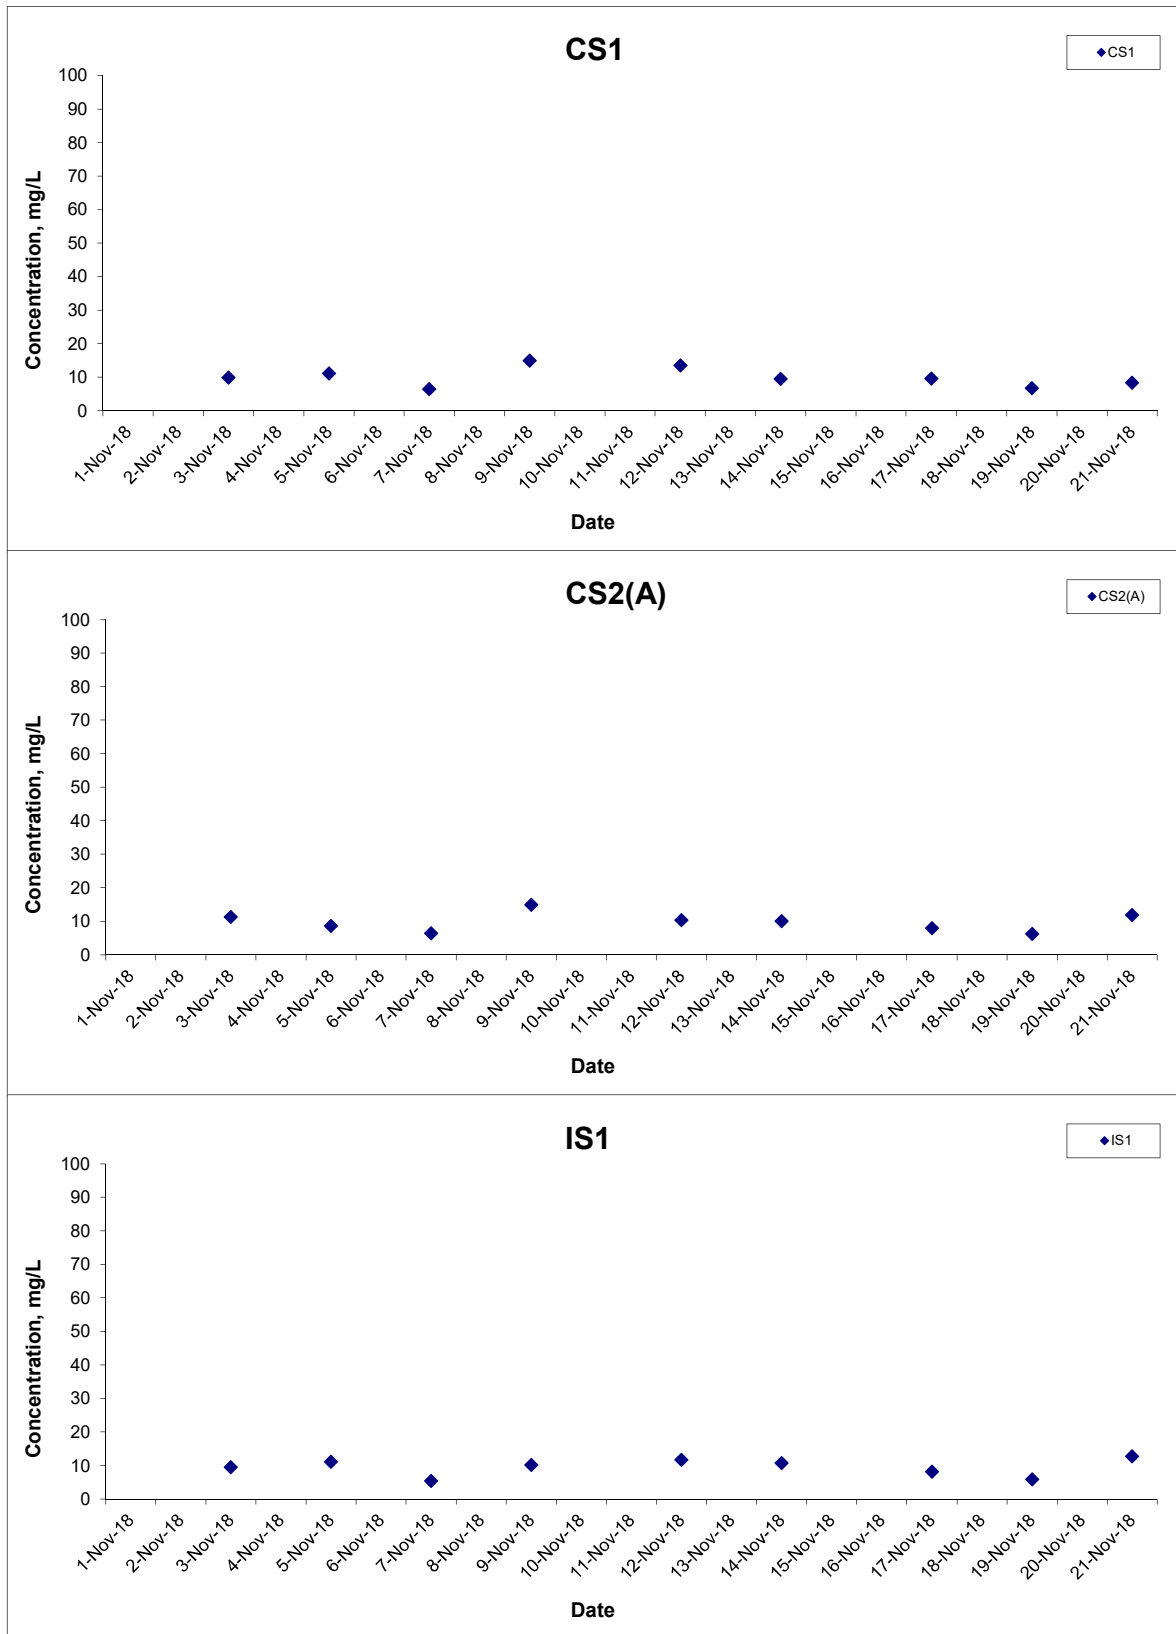 CS1
CS1
100
90
80
70
60
50
40
30
20
10
0
Concentration, mg/L
1-Nov-18
2-Nov-18
3-Nov-18
4-Nov-18
5-Nov-18
6-Nov-18
7-Nov-18
8-Nov-18
9-Nov-18
10-Nov-18
11-Nov-18
12-Nov-18
13-Nov-18
14-Nov-18
15-Nov-18
16-Nov-18
17-Nov-18
18-Nov-18
19-Nov-18
20-Nov-18
21-Nov-18
Date
CS2(A)
CS2(A)
100
90
80
70
60
50
40
30
20
10
0
Concentration, mg/L
1-Nov-18
2-Nov-18
3-Nov-18
4-Nov-18
5-Nov-18
6-Nov-18
7-Nov-18
8-Nov-18
9-Nov-18
10-Nov-18
11-Nov-18
12-Nov-18
13-Nov-18
14-Nov-18
15-Nov-18
16-Nov-18
17-Nov-18
18-Nov-18
19-Nov-18
20-Nov-18
21-Nov-18
Date
IS1
IS1
100
90
80
70
60
50
40
30
20
10
0
Concentration, mg/L
1-Nov-18
2-Nov-18
3-Nov-18
4-Nov-18
5-Nov-18
6-Nov-18
7-Nov-18
8-Nov-18
9-Nov-18
10-Nov-18
11-Nov-18
12-Nov-18
13-Nov-18
14-Nov-18
15-Nov-18
16-Nov-18
17-Nov-18
18-Nov-18
19-Nov-18
20-Nov-18
21-Nov-18
Date